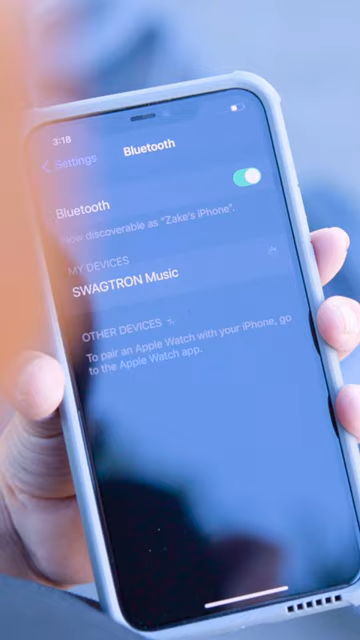 3:18
Settings
Bluetooth
Bluetooth
Now discoverable as "Zake's iPhone".
MY DEVICES
SWAGTRON Music
OTHER DEVICES
To pair an Apple Watch with your iPhone, go
to the Apple Watch app.